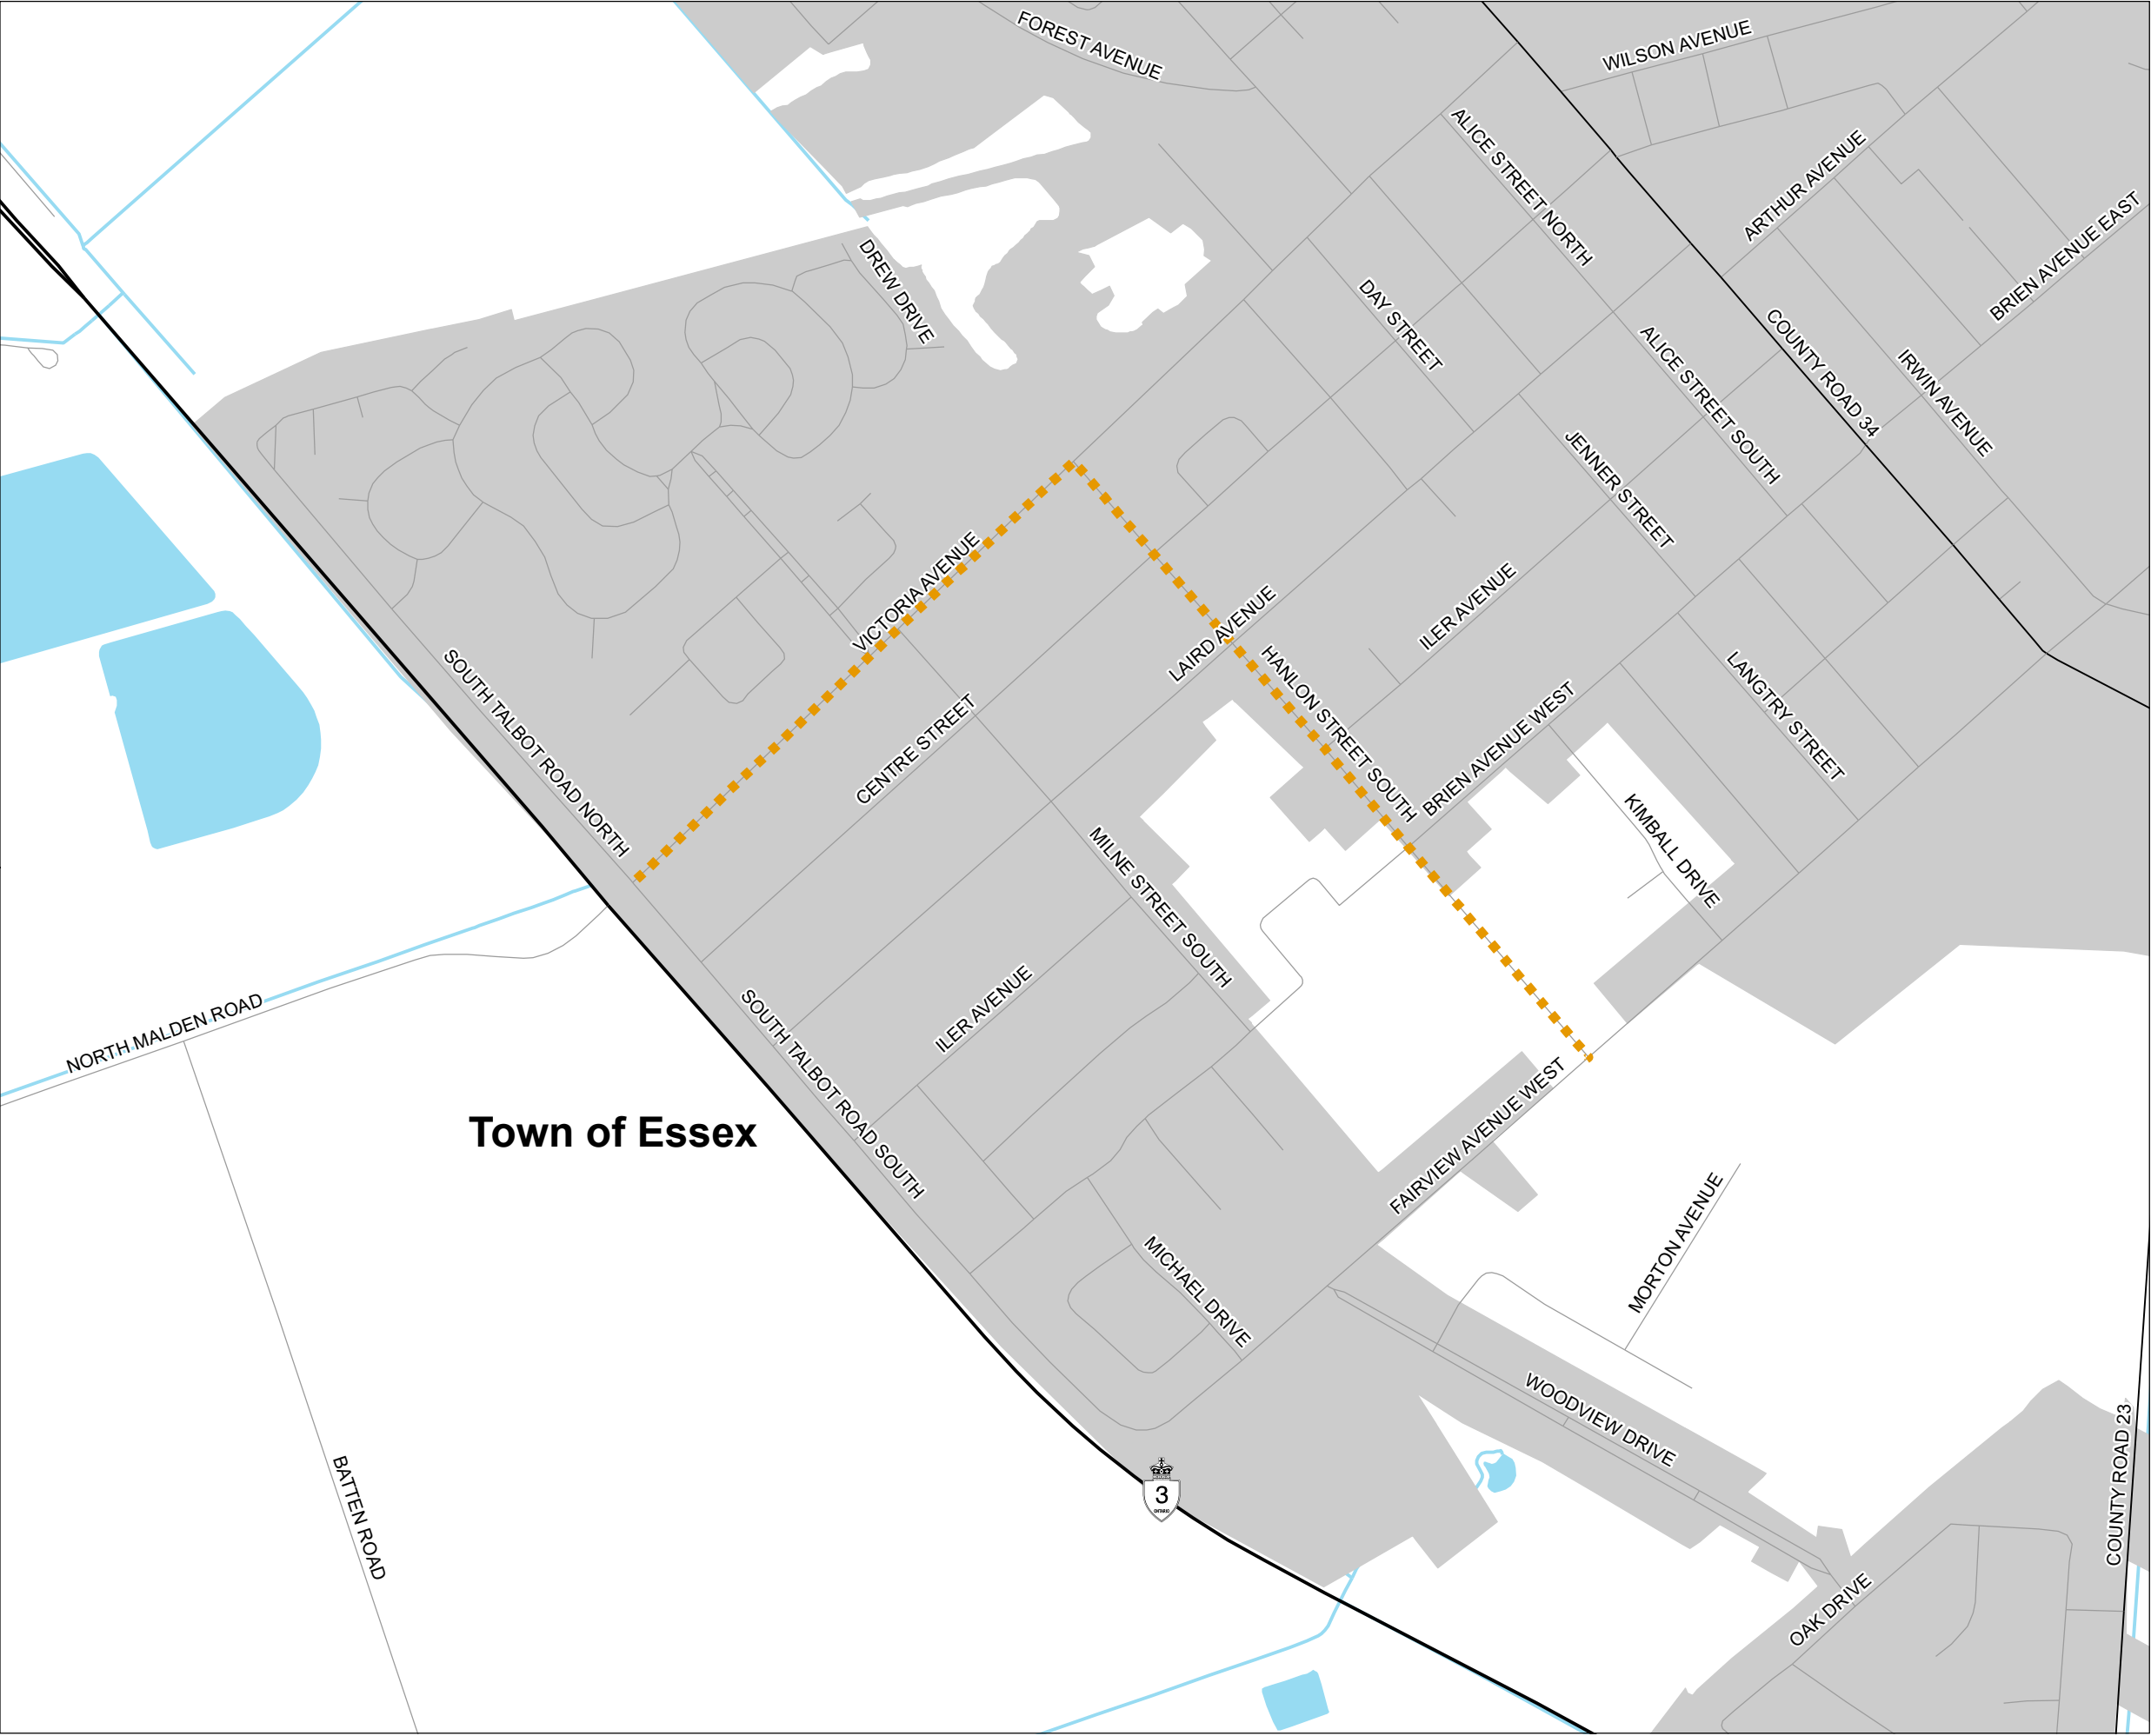 FOREST AVENUE
WILSON AVENUE
ALICE STREET NORTH
ARTHUR AVENUE
BRIEN AVENUE EAST
DREW DRIVE
DAY STREET
COUNTY ROAD 34
ALICE STREET SOUTH
IRWIN AVENUE
JENNER STREET
VICTORIA AVENUE
LAIRD AVENUE
ILER AVENUE
HANLON STREET SOUTH
SOUTH TALBOT ROAD NORTH
CENTRE STREET
BRIEN AVENUE WEST
LANGTRY STREET
KIMBALL DRIVE
MILNE STREET SOUTH
ILER AVENUE
NORTH MALDEN ROAD
SOUTH TALBOT ROAD SOUTH
Town of Essex
FAIRVIEW AVENUE WEST
MORTON AVENUE
MICHAEL DRIVE
WOODVIEW DRIVE
COUNTY ROAD 23
BATTEN ROAD
3
ONTARIO
OAK DRIVE